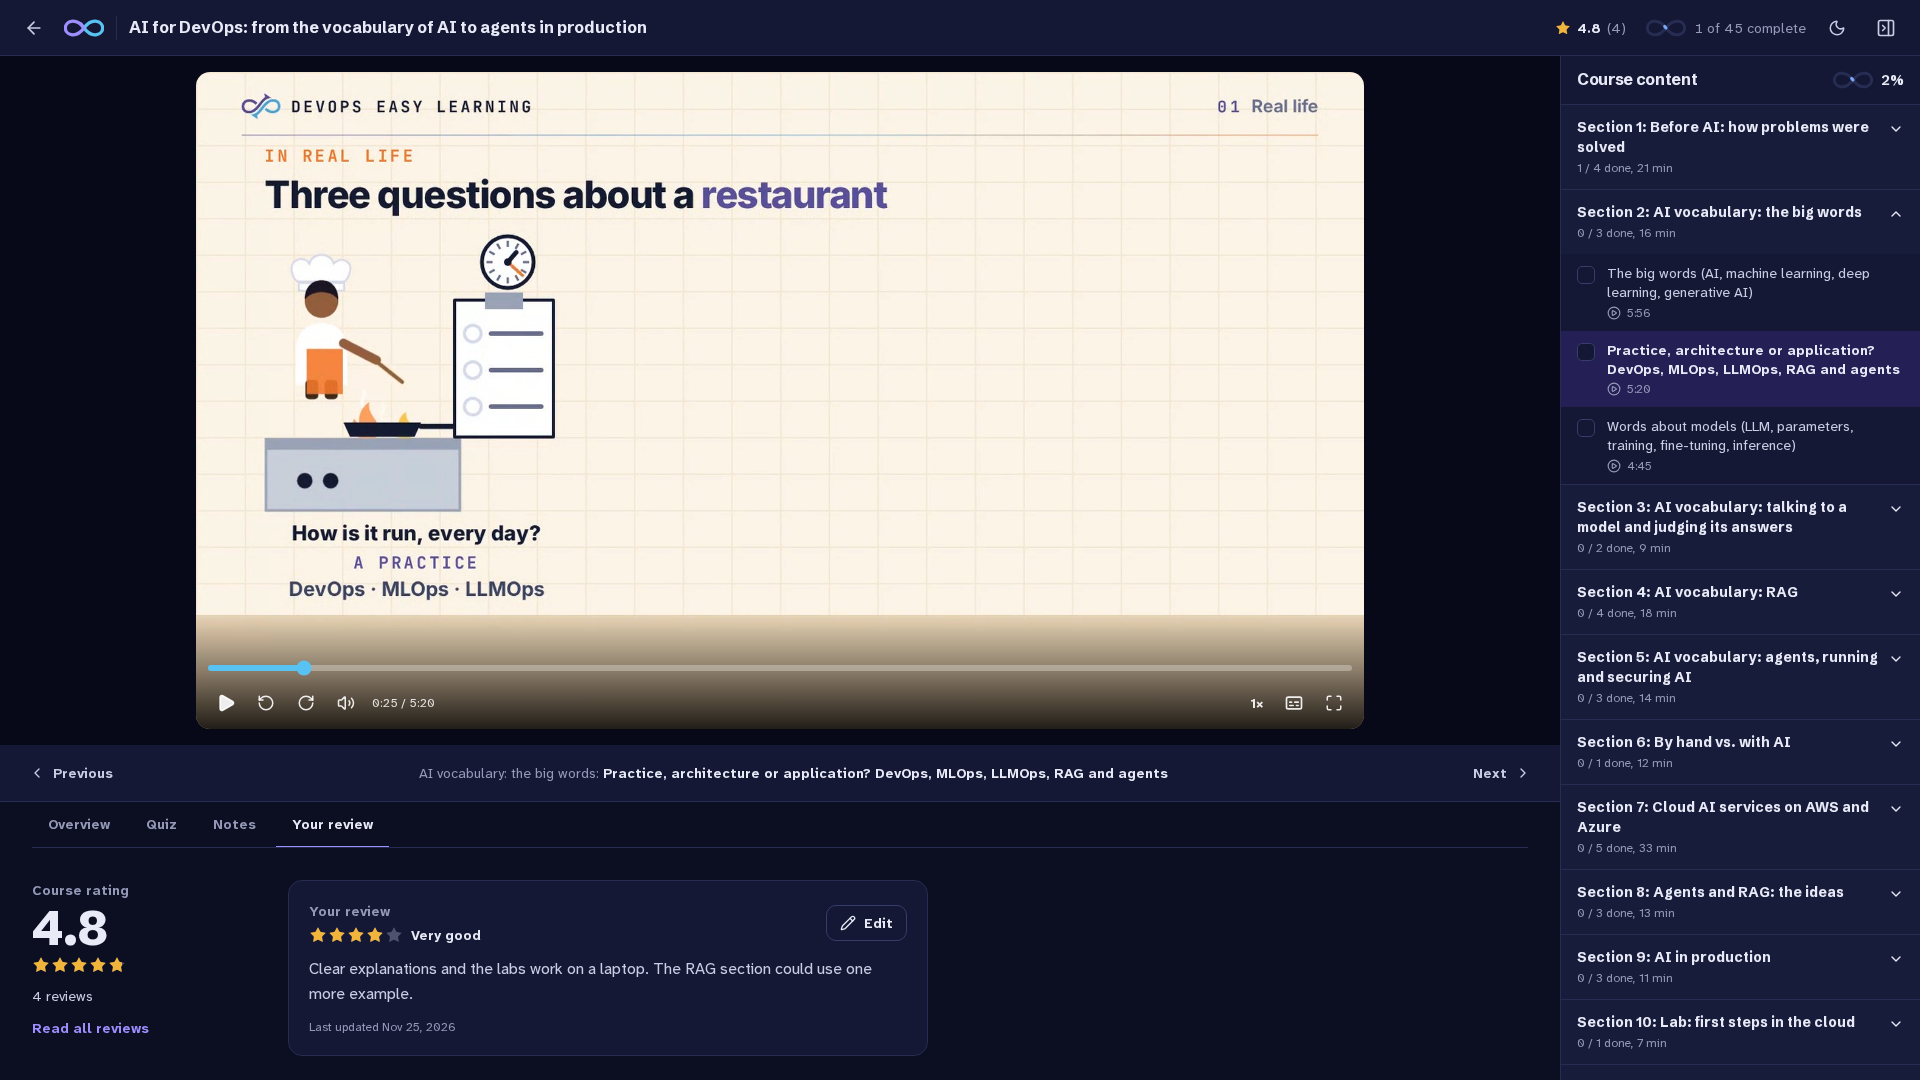 AI for DevOps: from the vocabulary of AI to agents in production
4.8 (4)
1 of 45 complete
DEVOPS EASY LEARNING
01 Real life
IN REAL LIFE
Three questions about a restaurant
How is it run, every day?
A PRACTICE
DevOps · MLOps · LLMOps
0:25 / 5:20
1x
Previous
AI vocabulary: the big words: Practice, architecture or application? DevOps, MLOps, LLMOps, RAG and agents
Next
Overview
Quiz
Notes
Your review
Course rating
4.8
4 reviews
Read all reviews
Your review
Very good
Edit
Clear explanations and the labs work on a laptop. The RAG section could use one
more example.
Last updated Nov 25, 2026
Course content
2%
Section 1: Before AI: how problems were
solved
1 / 4 done, 21 min
Section 2: AI vocabulary: the big words
0 / 3 done, 16 min
The big words (AI, machine learning, deep
learning, generative AI)
5:56
Practice, architecture or application?
DevOps, MLOps, LLMOps, RAG and agents
5:20
Words about models (LLM, parameters,
training, fine-tuning, inference)
4:45
Section 3: AI vocabulary: talking to a
model and judging its answers
0 / 2 done, 9 min
Section 4: AI vocabulary: RAG
0 / 4 done, 18 min
Section 5: AI vocabulary: agents, running
and securing AI
0 / 3 done, 14 min
Section 6: By hand vs. with AI
0 / 1 done, 12 min
Section 7: Cloud AI services on AWS and
Azure
0 / 5 done, 33 min
Section 8: Agents and RAG: the ideas
0 / 3 done, 13 min
Section 9: AI in production
0 / 3 done, 11 min
Section 10: Lab: first steps in the cloud
0 / 1 done, 7 min